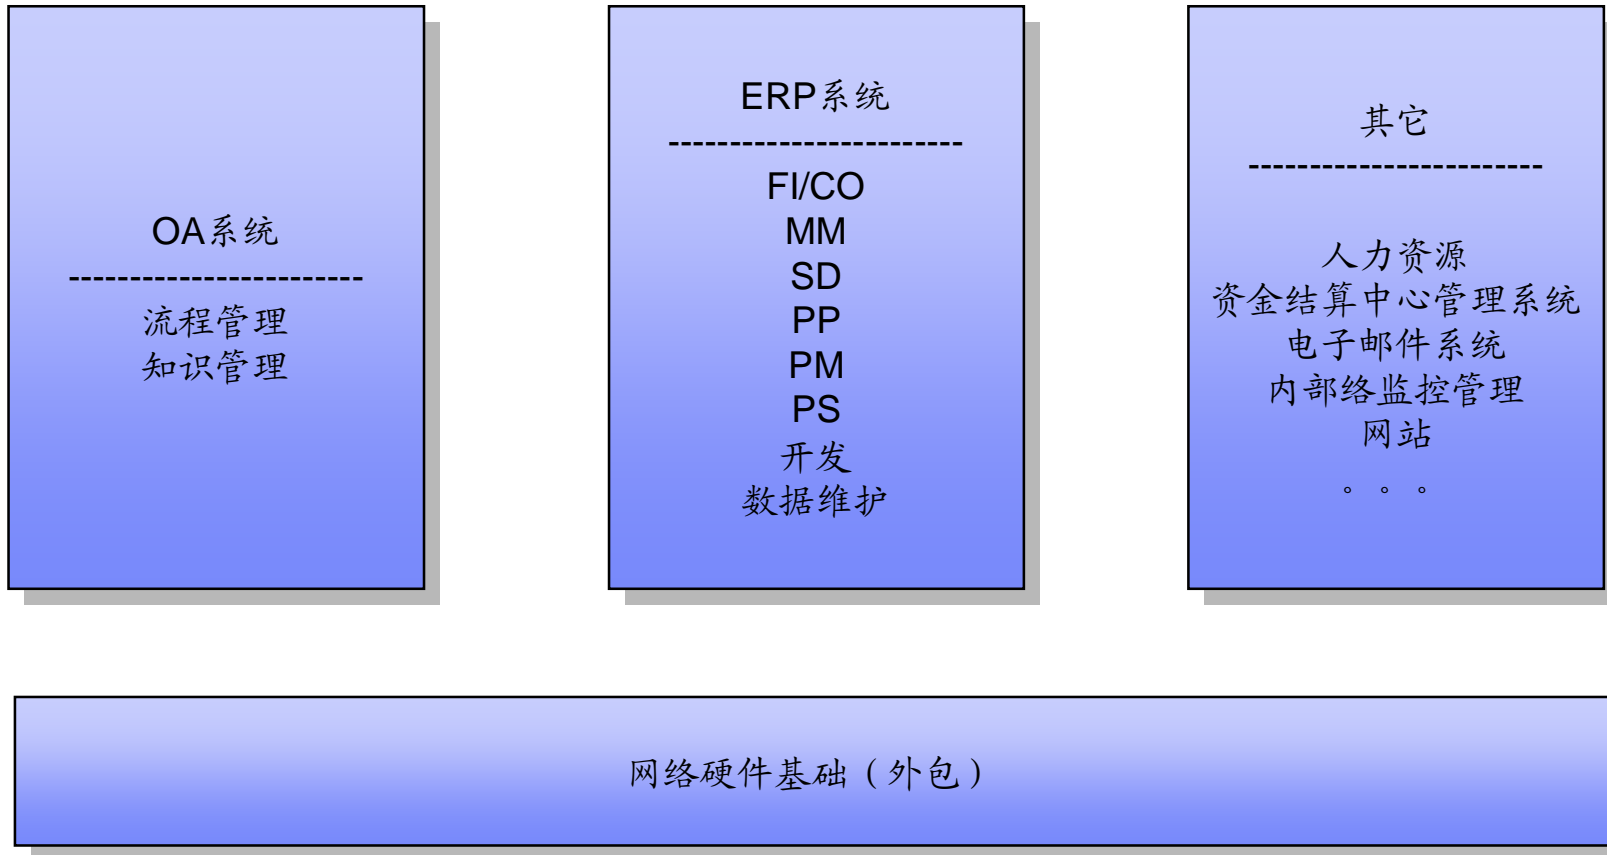 OA系统
------------------------
流程管理
知识管理
ERP系统
------------------------
FI/CO
MM
SD
PP
PM
PS
开发
数据维护
其它
------------------------
人力资源
资金结算中心管理系统
电子邮件系统
内部络监控管理
网站
。。。
网络硬件基础（外包）